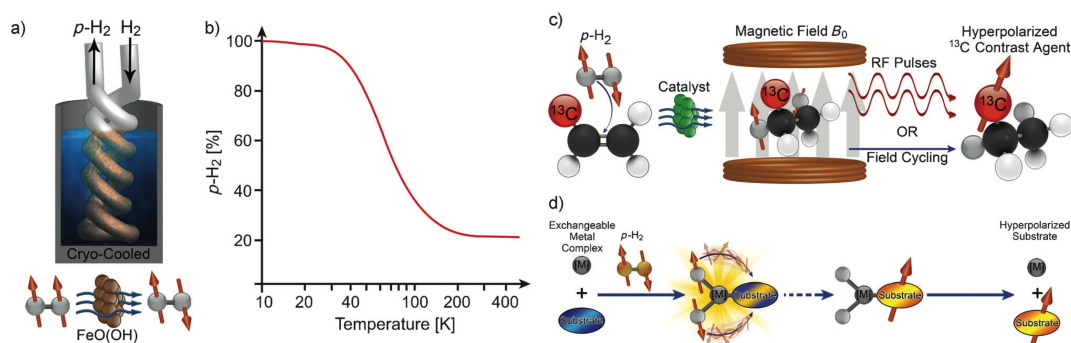 a)
p-H2 H2
Cryo-Cooled
FeO(OH)
b)
p-H2 [%]
100
80
60
40
20
10 20 40 100 200 400
Temperature [K]
c)
p-H2
13C
Catalyst
Magnetic Field B0
13C
RF Pulses
OR
Field Cycling
Hyperpolarized
13C Contrast Agent
13C
d)
Exchangeable
Metal
Complex
[M]
+
Substrate
p-H2
[M]
Substrate
[M]
Substrate
Hyperpolarized
Substrate
[M]
+
Substrate